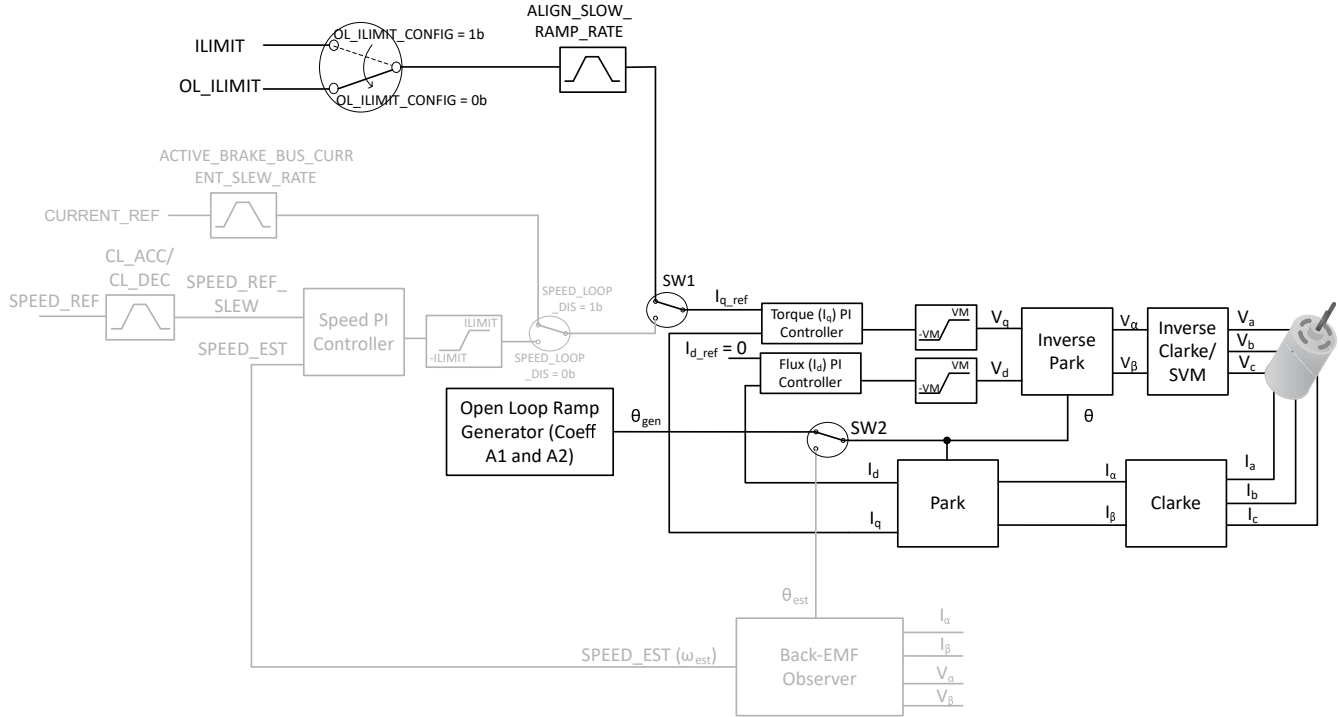 ALIGN_SLOW_
RAMP_RATE
ILIMIT
OL_ILIMIT_CONFIG = 1b
OL_ILIMIT
OL_ILIMIT_CONFIG = 0b
ACTIVE_BRAKE_BUS_CURR
ENT_SLEW_RATE
CURRENT_REF
CL_ACC/
CL_DEC
SPEED_REF
SPEED_REF_
SLEW
SPEED_EST
Speed PI
Controller
ILIMIT
-ILIMIT
SPEED_LOOP
_DIS = 1b
SPEED_LOOP
_DIS = 0b
SW1
Iq_ref
Torque (Iq) PI
Controller
Id_ref = 0
Flux (Id) PI
Controller
VM
-VM
VM
-VM
Vq
Vd
Inverse
Park
Vα
Vβ
Inverse
Clarke/
SVM
Va
Vb
Vc
Open Loop Ramp
Generator (Coeff
A1 and A2)
θgen
SW2
θ
Id
Iq
Park
Iα
Iβ
Clarke
Ia
Ib
Ic
θest
SPEED_EST (ωest)
Back-EMF
Observer
Iα
Iβ
Vα
Vβ